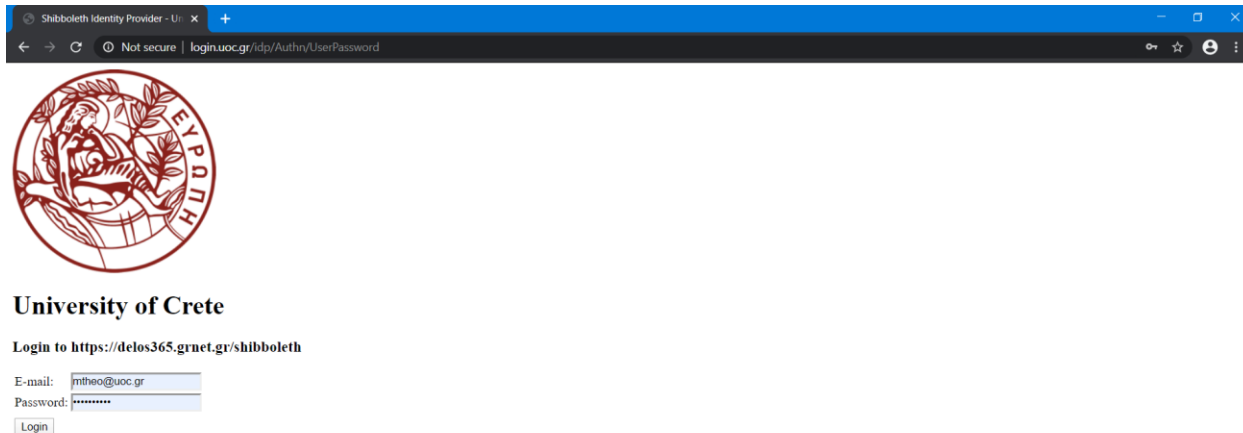 Shibboleth Identity Provider - Un
Not secure | login.uoc.gr/idp/Authn/UserPassword
ΕΥΡΩΠΗ
University of Crete
Login to https://delos365.grnet.gr/shibboleth
E-mail: mtheo@uoc.gr
Password: ••••••••••
Login